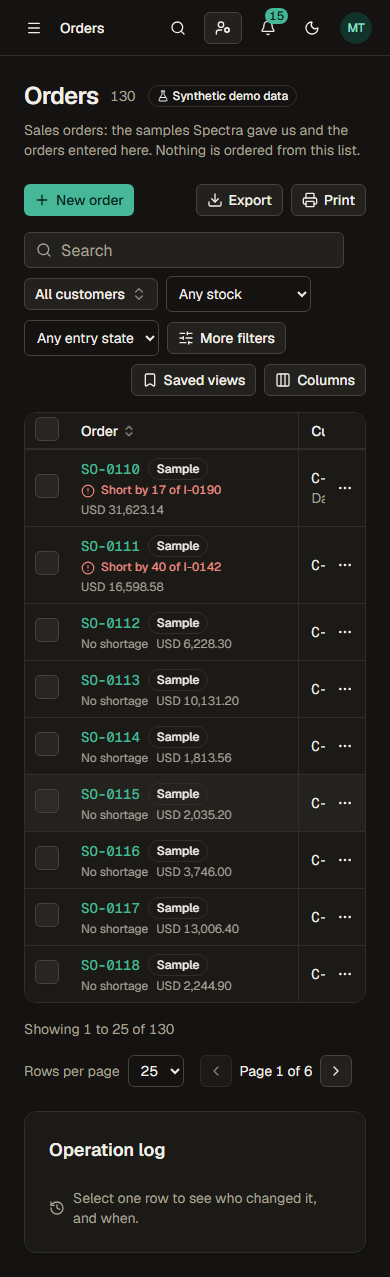 Orders
15
MT
Orders 130 Synthetic demo data
Sales orders: the samples Spectra gave us and the
orders entered here. Nothing is ordered from this list.
New order Export Print
Search
All customers Any stock
Any entry state More filters
Saved views Columns
Order Cu
SO-0110 Sample
Short by 17 of I-0190
USD 31,623.14
C-
Da
SO-0111 Sample
Short by 40 of I-0142
USD 16,598.58
C-
SO-0112 Sample
No shortage USD 6,228.30
C-
SO-0113 Sample
No shortage USD 10,131.20
C-
SO-0114 Sample
No shortage USD 1,813.56
C-
SO-0115 Sample
No shortage USD 2,035.20
C-
SO-0116 Sample
No shortage USD 3,746.00
C-
SO-0117 Sample
No shortage USD 13,006.40
C-
SO-0118 Sample
No shortage USD 2,244.90
C-
Showing 1 to 25 of 130
Rows per page 25 Page 1 of 6
Operation log
Select one row to see who changed it,
and when.